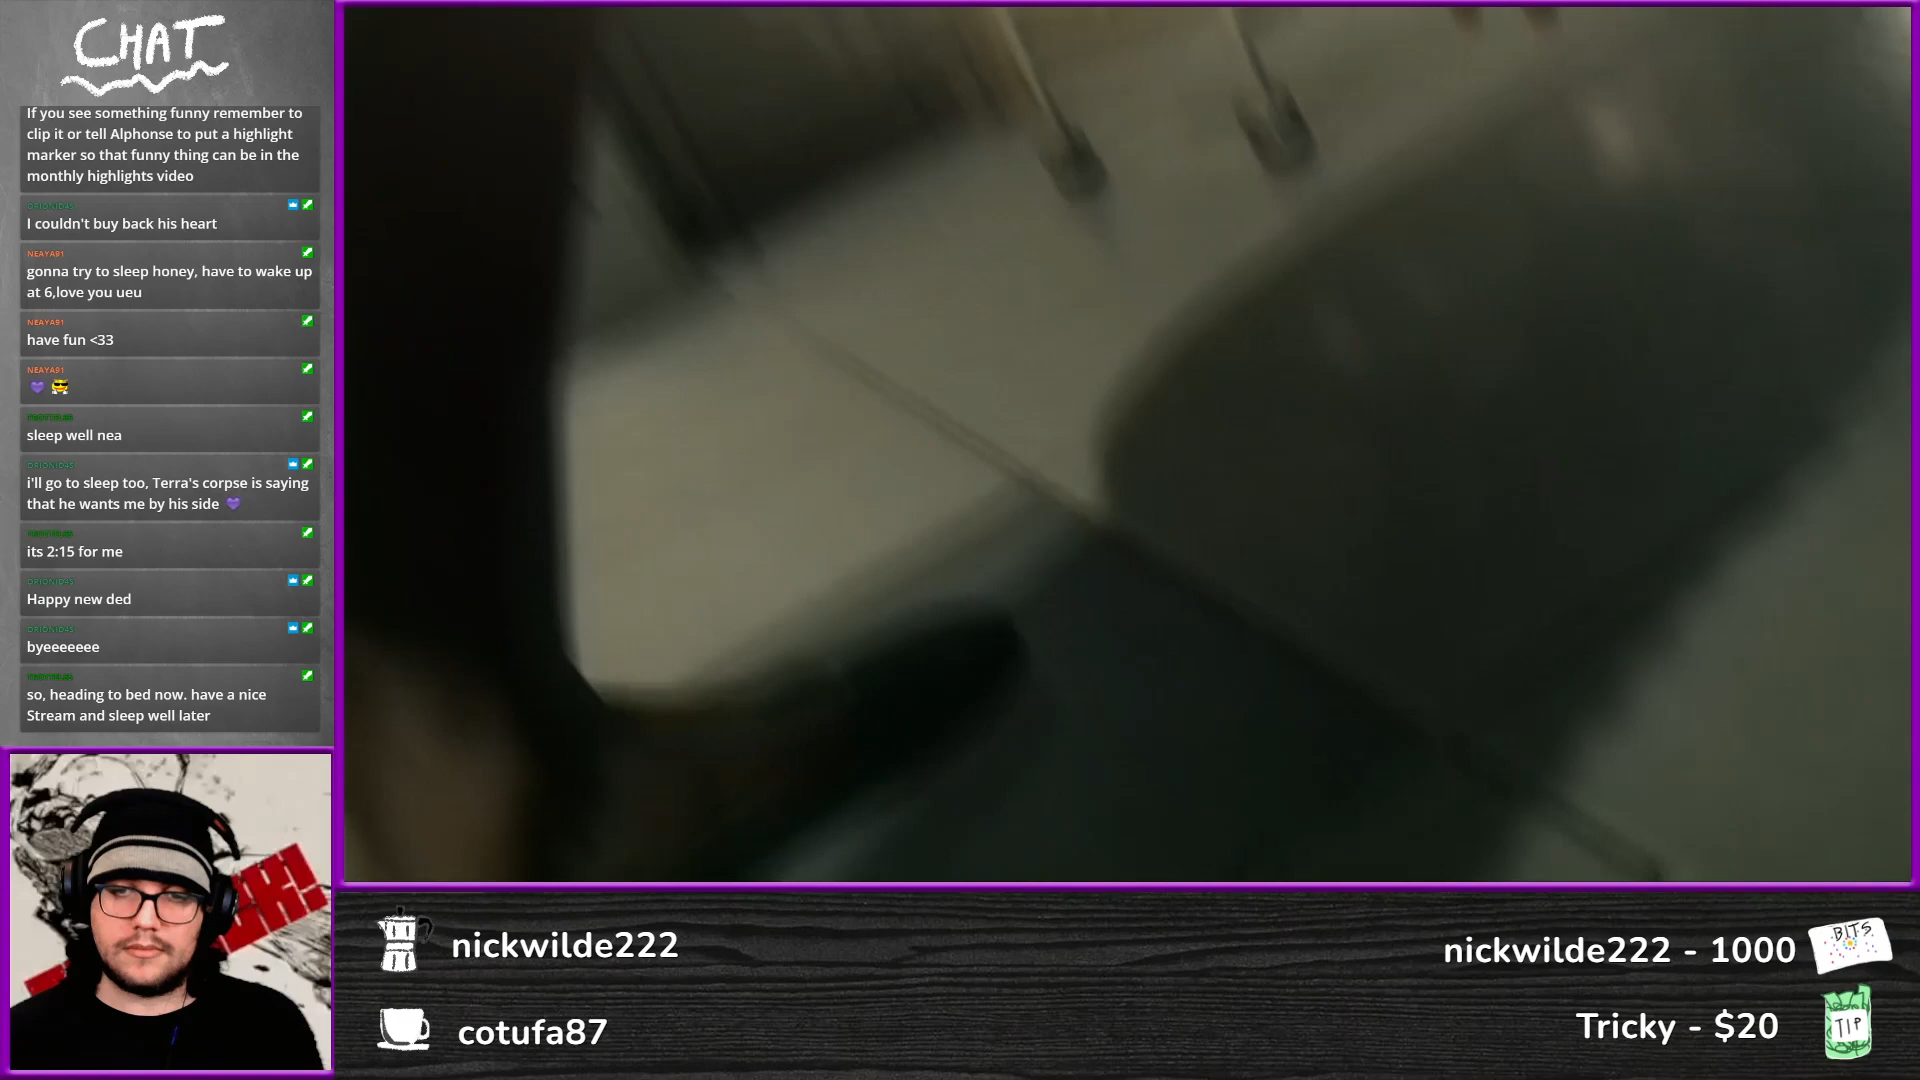 CHAT
If you see something funny remember to
clip it or tell Alphonse to put a highlight
marker so that funny thing can be in the
monthly highlights video
ORION1D4S
I couldn't buy back his heart
NEAYA91
gonna try to sleep honey, have to wake up
at 6,love you ueu
NEAYA91
have fun <33
NEAYA91
sleep well nea
i'll go to sleep too, Terra's corpse is saying
that he wants me by his side
its 2:15 for me
Happy new ded
byeeeeeee
so, heading to bed now. have a nice
Stream and sleep well later
nickwilde222
cotufa87
nickwilde222 - 1000
BITS
Tricky - $20
TIP